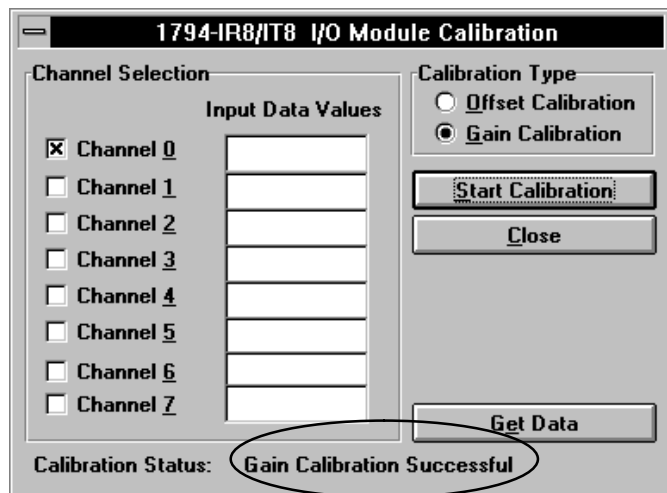 1794-IR8/IT8 I/O Module Calibration
Channel Selection
Input Data Values
Channel 0
Channel 1
Channel 2
Channel 3
Channel 4
Channel 5
Channel 6
Channel 7
Calibration Type
Offset Calibration
Gain Calibration
Start Calibration
Close
Get Data
Calibration Status: Gain Calibration Successful